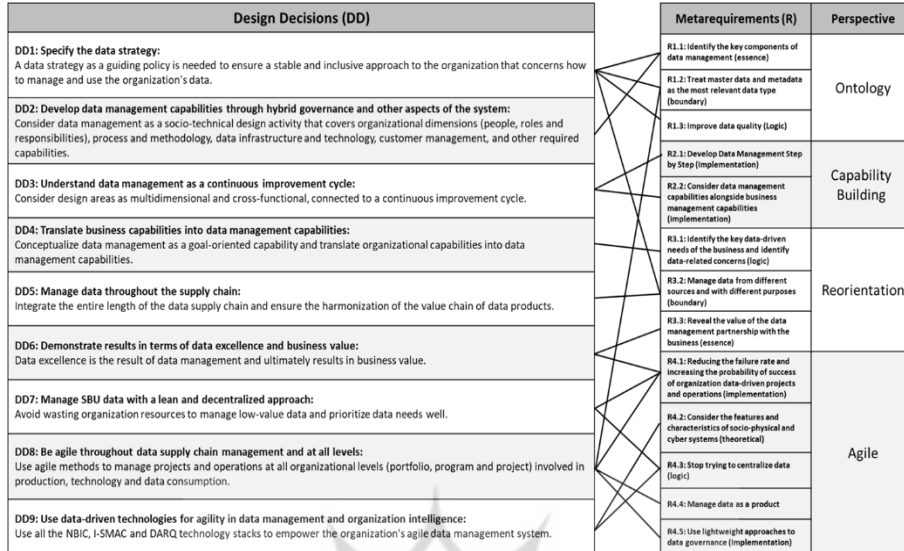 Design Decisions (DD)
DD1: Specify the data strategy:
A data strategy as a guiding policy is needed to ensure a stable and inclusive approach to the organization that concerns how
to manage and use the organization's data.
DD2: Develop data management capabilities through hybrid governance and other aspects of the system:
Consider data management as a socio-technical design activity that covers organizational dimensions (people, roles and
responsibilities), process and methodology, data infrastructure and technology, customer management, and other required
capabilities.
DD3: Understand data management as a continuous improvement cycle:
Consider design areas as multidimensional and cross-functional, connected to a continuous improvement cycle.
DD4: Translate business capabilities into data management capabilities:
Conceptualize data management as a goal-oriented capability and translate organizational capabilities into data
management capabilities.
DD5: Manage data throughout the supply chain:
Integrate the entire length of the data supply chain and ensure the harmonization of the value chain of data products.
DD6: Demonstrate results in terms of data excellence and business value:
Data excellence is the result of data management and ultimately results in business value.
DD7: Manage SBU data with a lean and decentralized approach:
Avoid wasting organization resources to manage low-value data and prioritize data needs well.
DD8: Be agile throughout data supply chain management and at all levels:
Use agile methods to manage projects and operations at all organizational levels (portfolio, program and project) involved in
production, technology and data consumption.
DD9: Use data-driven technologies for agility in data management and organization intelligence:
Use all the NBIC, I-SMAC and DARQ technology stacks to empower the organization's agile data management system.
Metarequirements (R)
Perspective
R1.1: Identify the key components of
data management (essence)
R1.2: Treat master data and metadata
as the most relevant data type
(boundary)
R1.3: Improve data quality (Logic)
Ontology
R2.1: Develop Data Management Step
by Step (Implementation)
R2.2: Consider data management
capabilities alongside business
management capabilities
(implementation)
Capability
Building
R3.1: Identify the key data-driven
needs of the business and identify
data-related concerns (logic)
R3.2: Manage data from different
sources and with different purposes
(boundary)
R3.3: Reveal the value of the data
management partnership with the
business (essence)
Reorientation
R4.1: Reducing the failure rate and
increasing the probability of success
of organization data-driven projects
and operations (implementation)
R4.2: Consider the features and
characteristics of socio-physical and
cyber systems (theoretical)
R4.3: Stop trying to centralize data
(logic)
R4.4: Manage data as a product
R4.5: Use lightweight approaches to
data governance (Implementation)
Agile